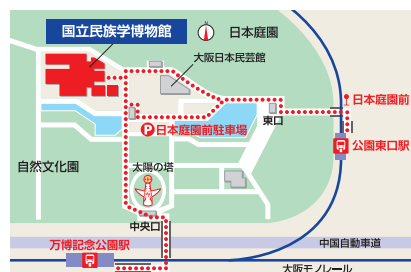 国立民族学博物館
N
日本庭園
大阪日本民芸館
日本庭園前
東口
P日本庭園前駐車場
公園東口駅
自然文化園
太陽の塔
中央口
万博記念公園駅
中国自動車道
大阪モノレール